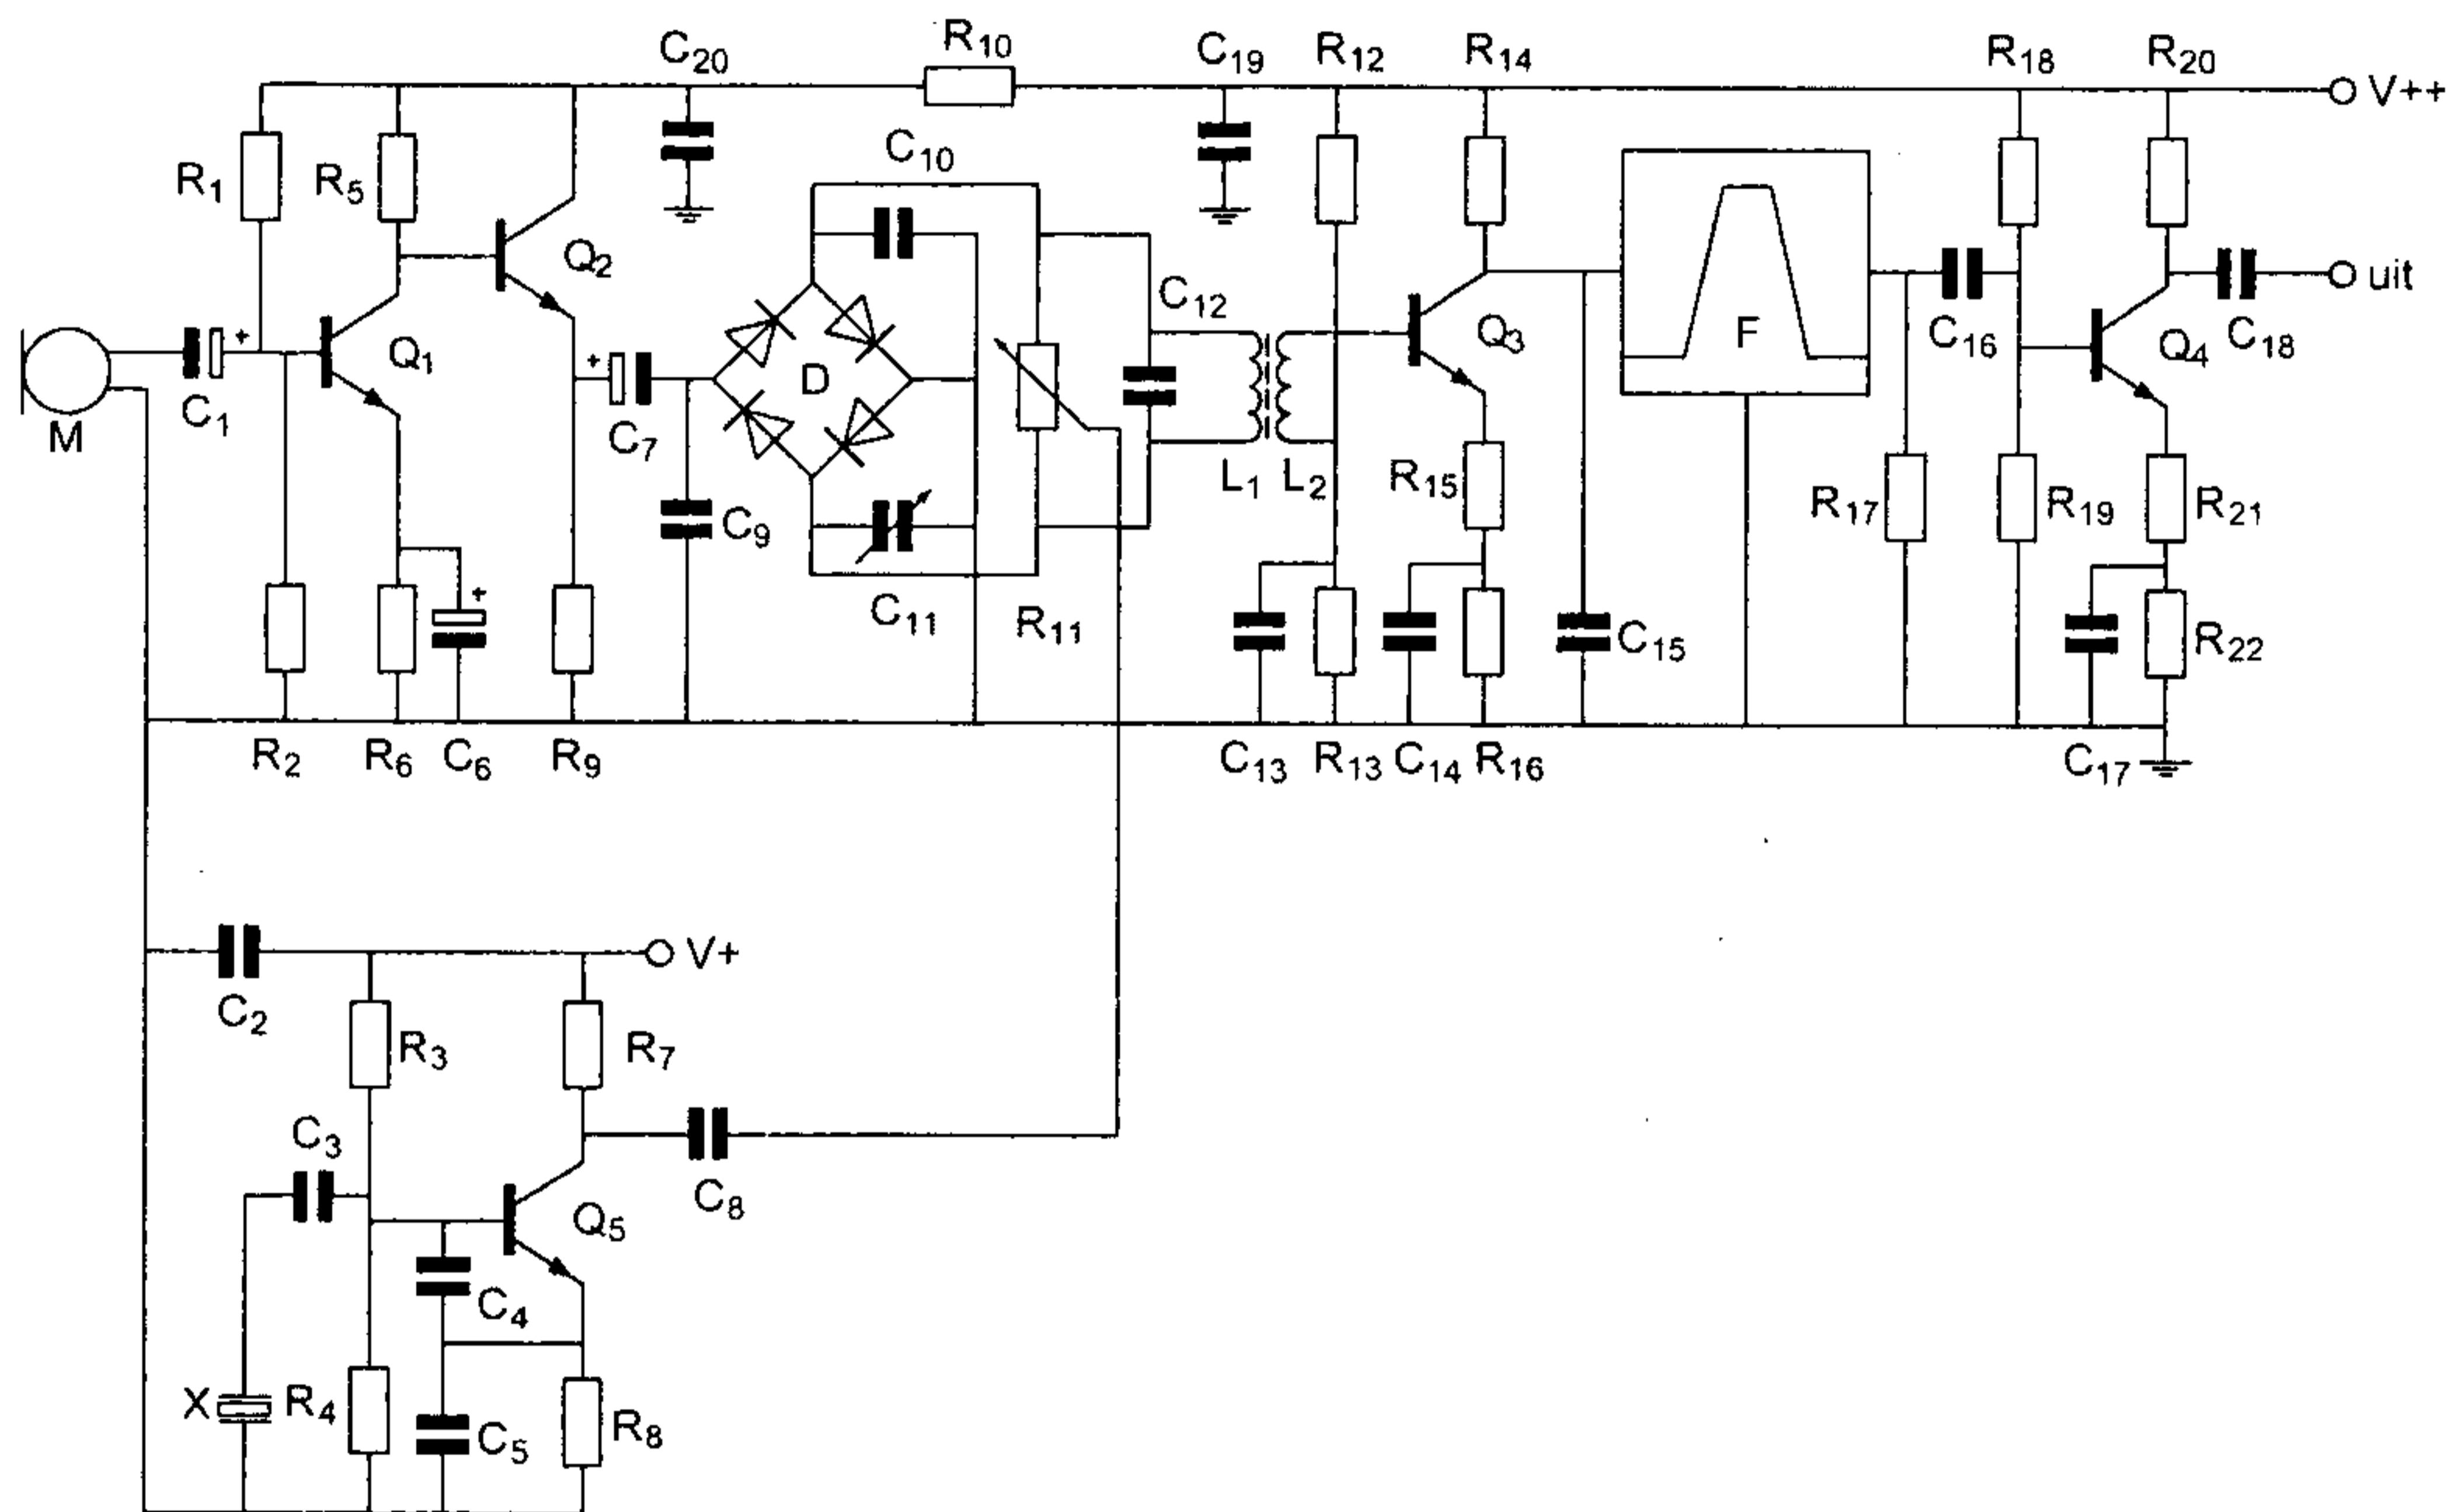 C20 R10 C19 R12 R14 R18 R20
V++
R1 R5 C10
Q2
C12
uit
Q1 Q3 F C16 Q4 C18
D
M C1 C7
L1 L2 R15 R17 R19 R21
C9
C11 R11 C15 R22
R2 R6 C6 R9 C13 R13 C14 R16 C17
V+
C2
R3 R7
C3
C8
Q5
C4
X R4 C5 R8